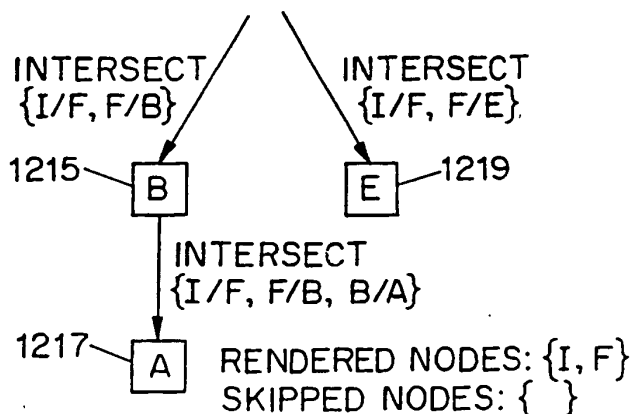 INTERSECT
{I/F, F/B}
INTERSECT
{I/F, F/E}
1215
B
E
1219
INTERSECT
{I/F, F/B, B/A}
1217
A
RENDERED NODES: {I, F}
SKIPPED NODES: { }